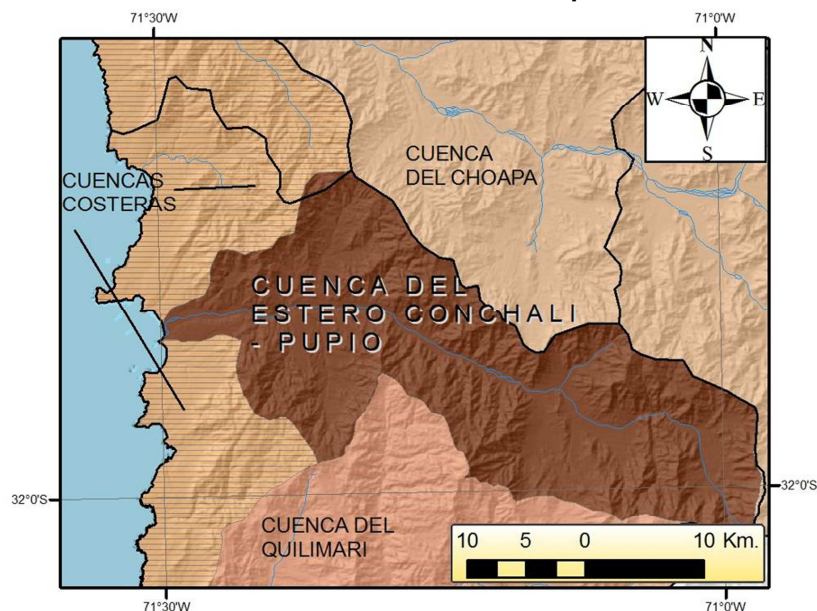 71°30'W
71°0'W
N
W
E
S
CUENCA
DEL CHOAPA
CUENCAS
COSTERAS
CUENCA DEL
ESTERO CONCHALI
- PUPIO
32°0'S
32°0'S
CUENCA DEL
QUILIMARI
10 5 0 10 Km.
71°30'W
71°0'W